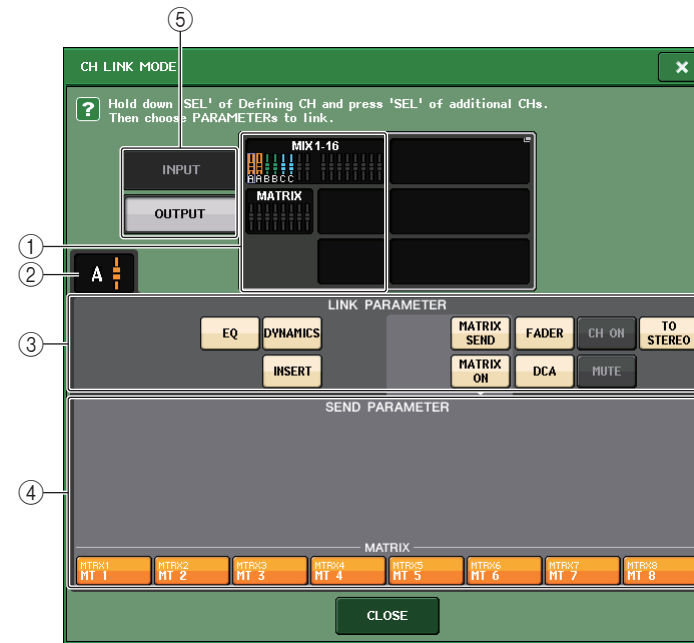 ⑤
CH LINK MODE
? Hold down 'SEL' of Defining CH and press 'SEL' of additional CHs.
Then choose PARAMETERs to link.
INPUT
OUTPUT
MIX1-16
AABBCC
MATRIX
①
②
A
③
LINK PARAMETER
EQ
DYNAMICS
MATRIX SEND
FADER
CH ON
TO STEREO
INSERT
MATRIX ON
DCA
MUTE
④
SEND PARAMETER
MATRIX
MTRX1 MTRX2 MTRX3 MTRX4 MTRX5 MTRX6 MTRX7 MTRX8
MT 1 MT 2 MT 3 MT 4 MT 5 MT 6 MT 7 MT 8
CLOSE